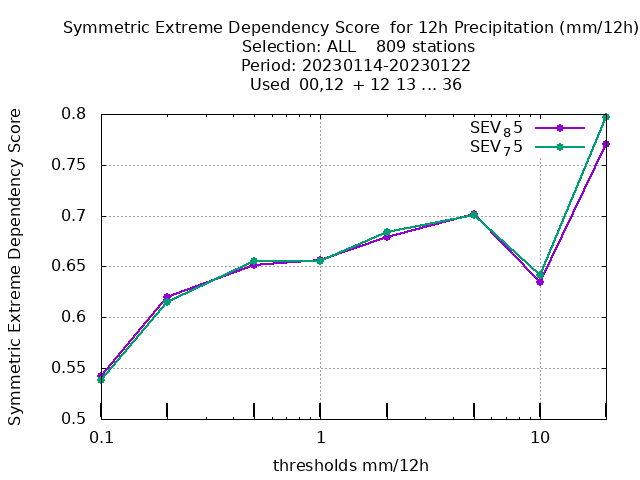 Symmetric Extreme Dependency Score  for 12h Precipitation (mm/12h)
Selection: ALL    809 stations
Period: 20230114-20230122
Used  00,12  + 12 13 ... 36
Symmetric Extreme Dependency Score
0.8
0.75
0.7
0.65
0.6
0.55
0.5
SEV85
SEV75
0.1 1 10
thresholds mm/12h